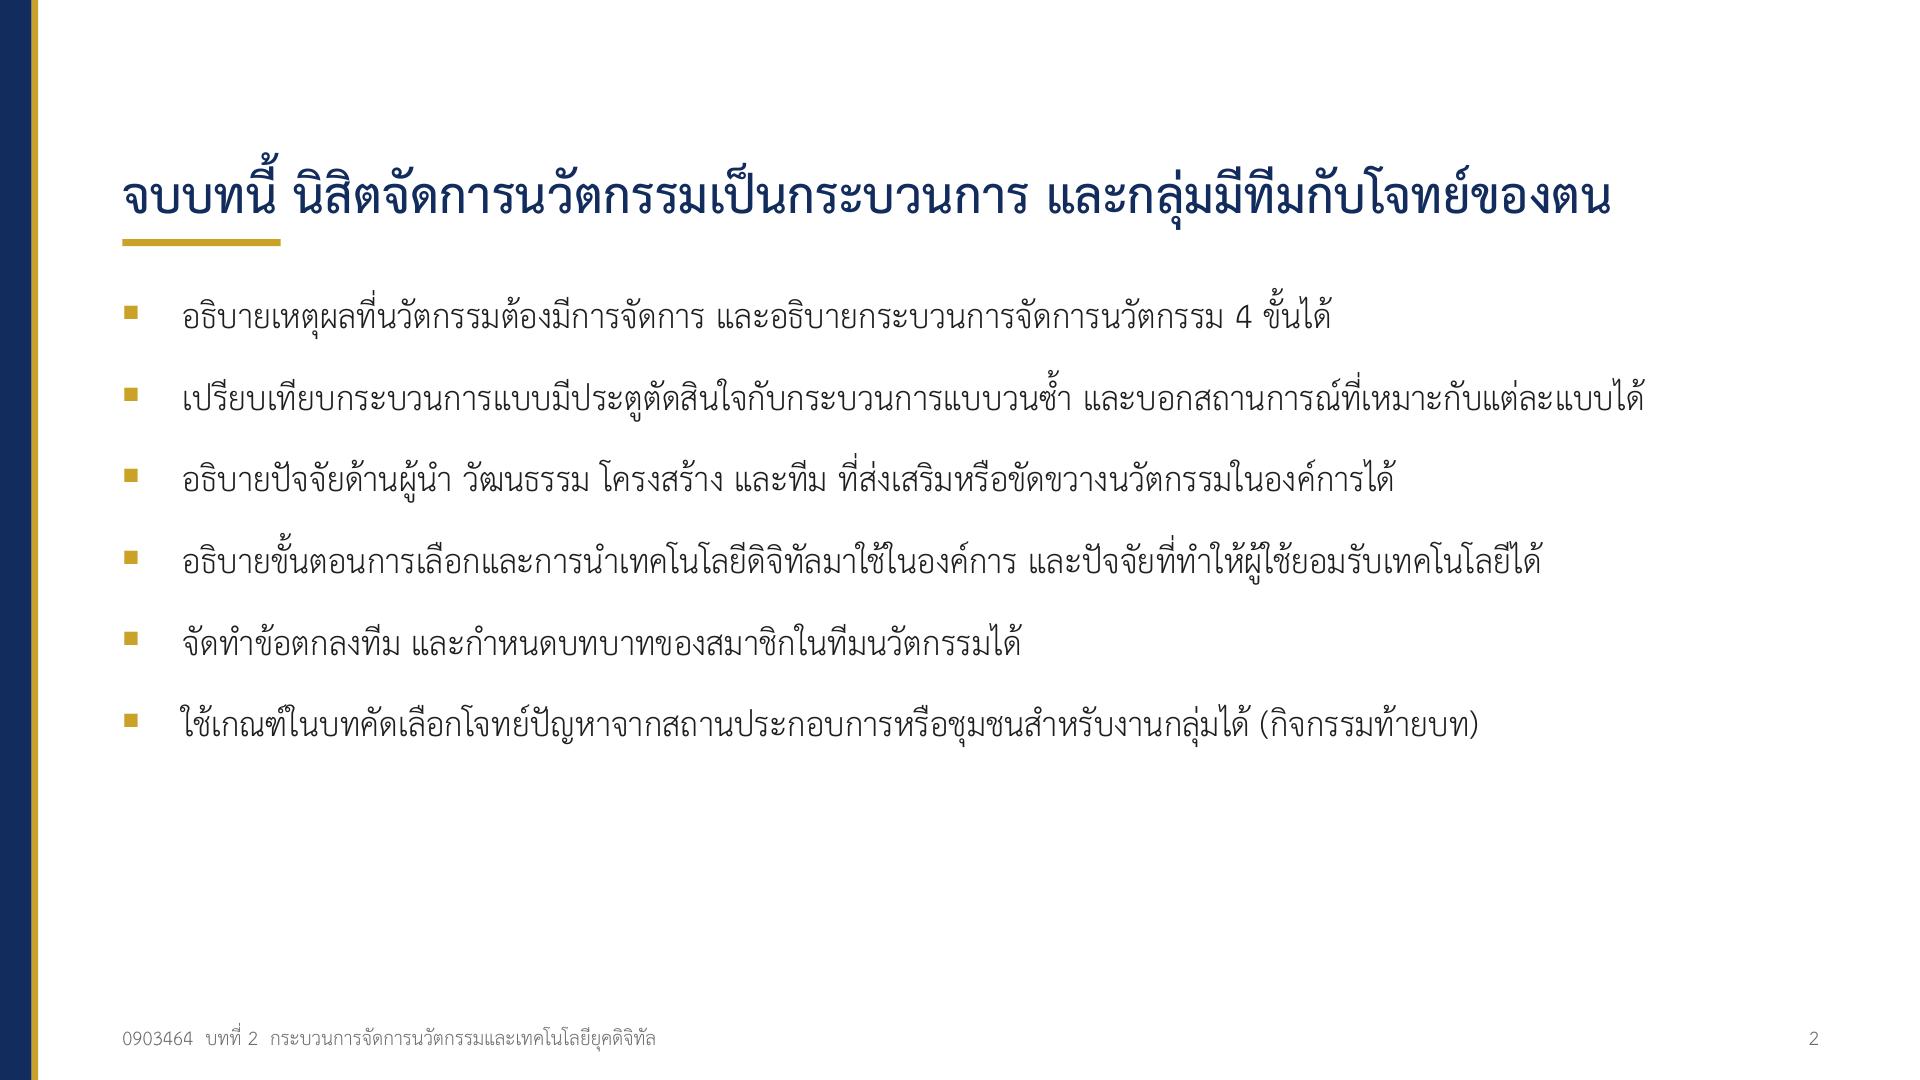 จบบทนี้ นิสิตจัดการนวัตกรรมเป็นกระบวนการ และกลุ่มมีทีมกับโจทย์ของตน
อธิบายเหตุผลที่นวัตกรรมต้องมีการจัดการ และอธิบายกระบวนการจัดการนวัตกรรม 4 ขั้นได้
เปรียบเทียบกระบวนการแบบมีประตูตัดสินใจกับกระบวนการแบบวนซ้ำ และบอกสถานการณ์ที่เหมาะกับแต่ละแบบได้
อธิบายปัจจัยด้านผู้นำ วัฒนธรรม โครงสร้าง และทีม ที่ส่งเสริมหรือขัดขวางนวัตกรรมในองค์การได้
อธิบายขั้นตอนการเลือกและการนำเทคโนโลยีดิจิทัลมาใช้ในองค์การ และปัจจัยที่ทำให้ผู้ใช้ยอมรับเทคโนโลยีได้
จัดทำข้อตกลงทีม และกำหนดบทบาทของสมาชิกในทีมนวัตกรรมได้
ใช้เกณฑ์ในบทคัดเลือกโจทย์ปัญหาจากสถานประกอบการหรือชุมชนสำหรับงานกลุ่มได้ (กิจกรรมท้ายบท)
0903464 บทที่ 2 กระบวนการจัดการนวัตกรรมและเทคโนโลยียุคดิจิทัล
2